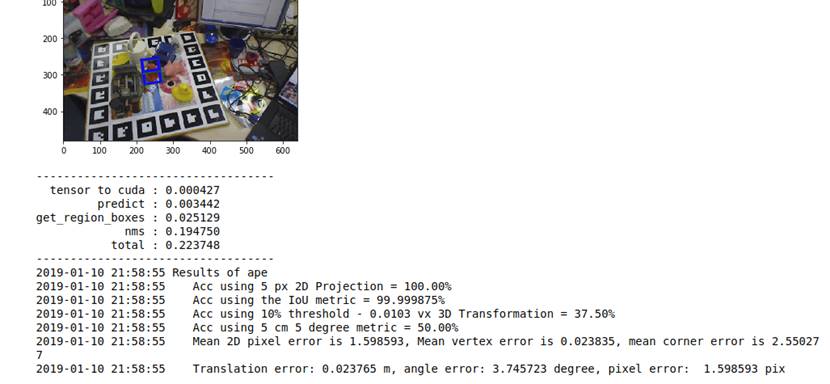 100
200
300
400
0 100 200 300 400 500 600
---------------------------------
tensor to cuda : 0.000427
predict : 0.003442
get_region_boxes : 0.025129
nms : 0.194750
total : 0.223748
---------------------------------
2019-01-10 21:58:55 Results of ape
2019-01-10 21:58:55    Acc using 5 px 2D Projection = 100.00%
2019-01-10 21:58:55    Acc using the IoU metric = 99.999875%
2019-01-10 21:58:55    Acc using 10% threshold - 0.0103 vx 3D Transformation = 37.50%
2019-01-10 21:58:55    Acc using 5 cm 5 degree metric = 50.00%
2019-01-10 21:58:55    Mean 2D pixel error is 1.598593, Mean vertex error is 0.023835, mean corner error is 2.55027
7
2019-01-10 21:58:55    Translation error: 0.023765 m, angle error: 3.745723 degree, pixel error:  1.598593 pix